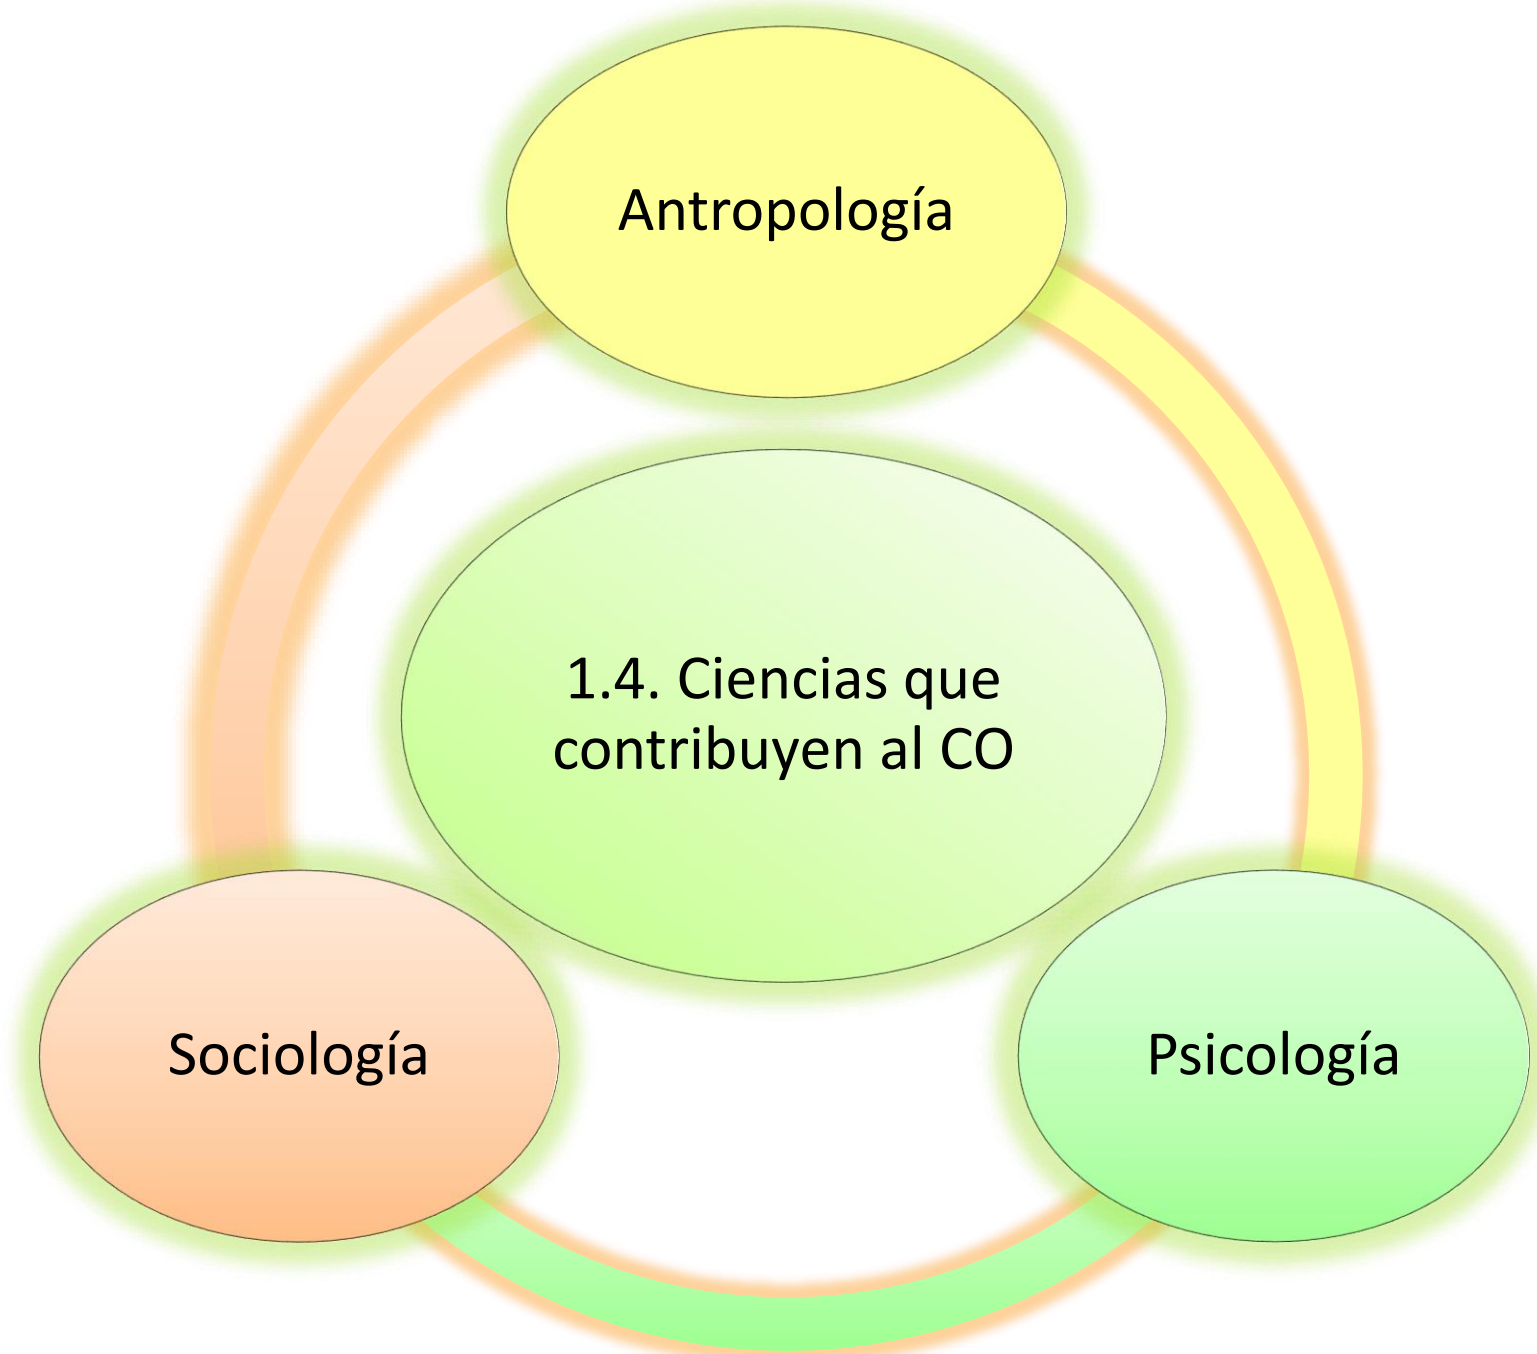 Antropología
1.4. Ciencias que
contribuyen al CO
Sociología
Psicología